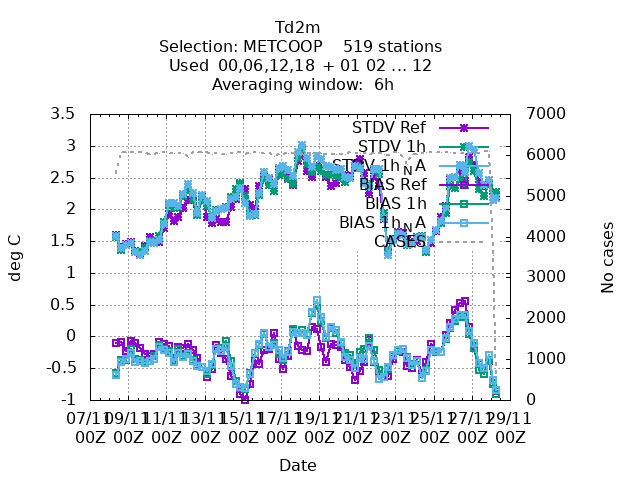 Td2m
Selection: METCOOP 519 stations
Used 00,06,12,18 + 01 02 ... 12
Averaging window: 6h
3.5
3
2.5
2
1.5
1
0.5
0
-0.5
-1
deg C
7000
6000
5000
4000
3000
2000
1000
0
No cases
STDV Ref
STDV 1h
STDV 1h_N A
BIAS Ref
BIAS 1h
BIAS 1h_N A
CASES
07/11 09/11 11/11 13/11 15/11 17/11 19/11 21/11 23/11 25/11 27/11 29/11
00Z 00Z 00Z 00Z 00Z 00Z 00Z 00Z 00Z 00Z 00Z 00Z
Date